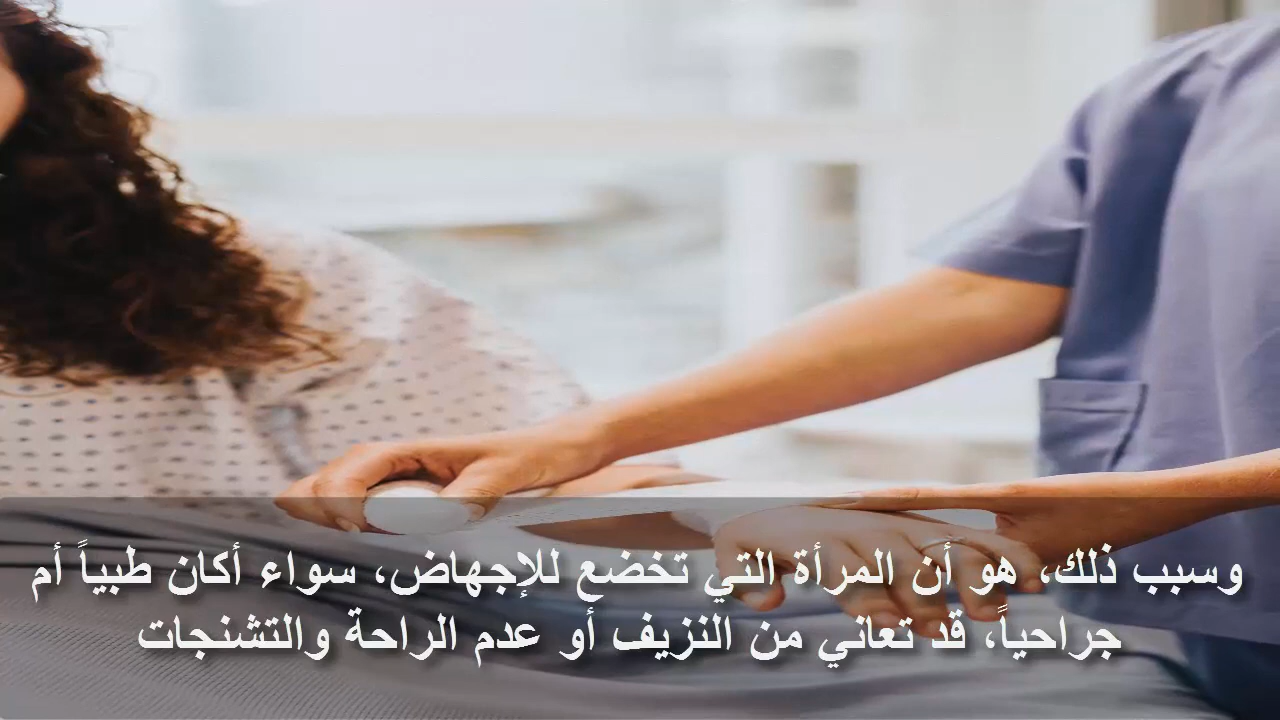 وسبب ذلك، هو أن المرأة التي تخضع للإجهاض، سواء أكان طبياً أم
جراحياً، قد تعاني من النزيف أو عدم الراحة والتشنجات